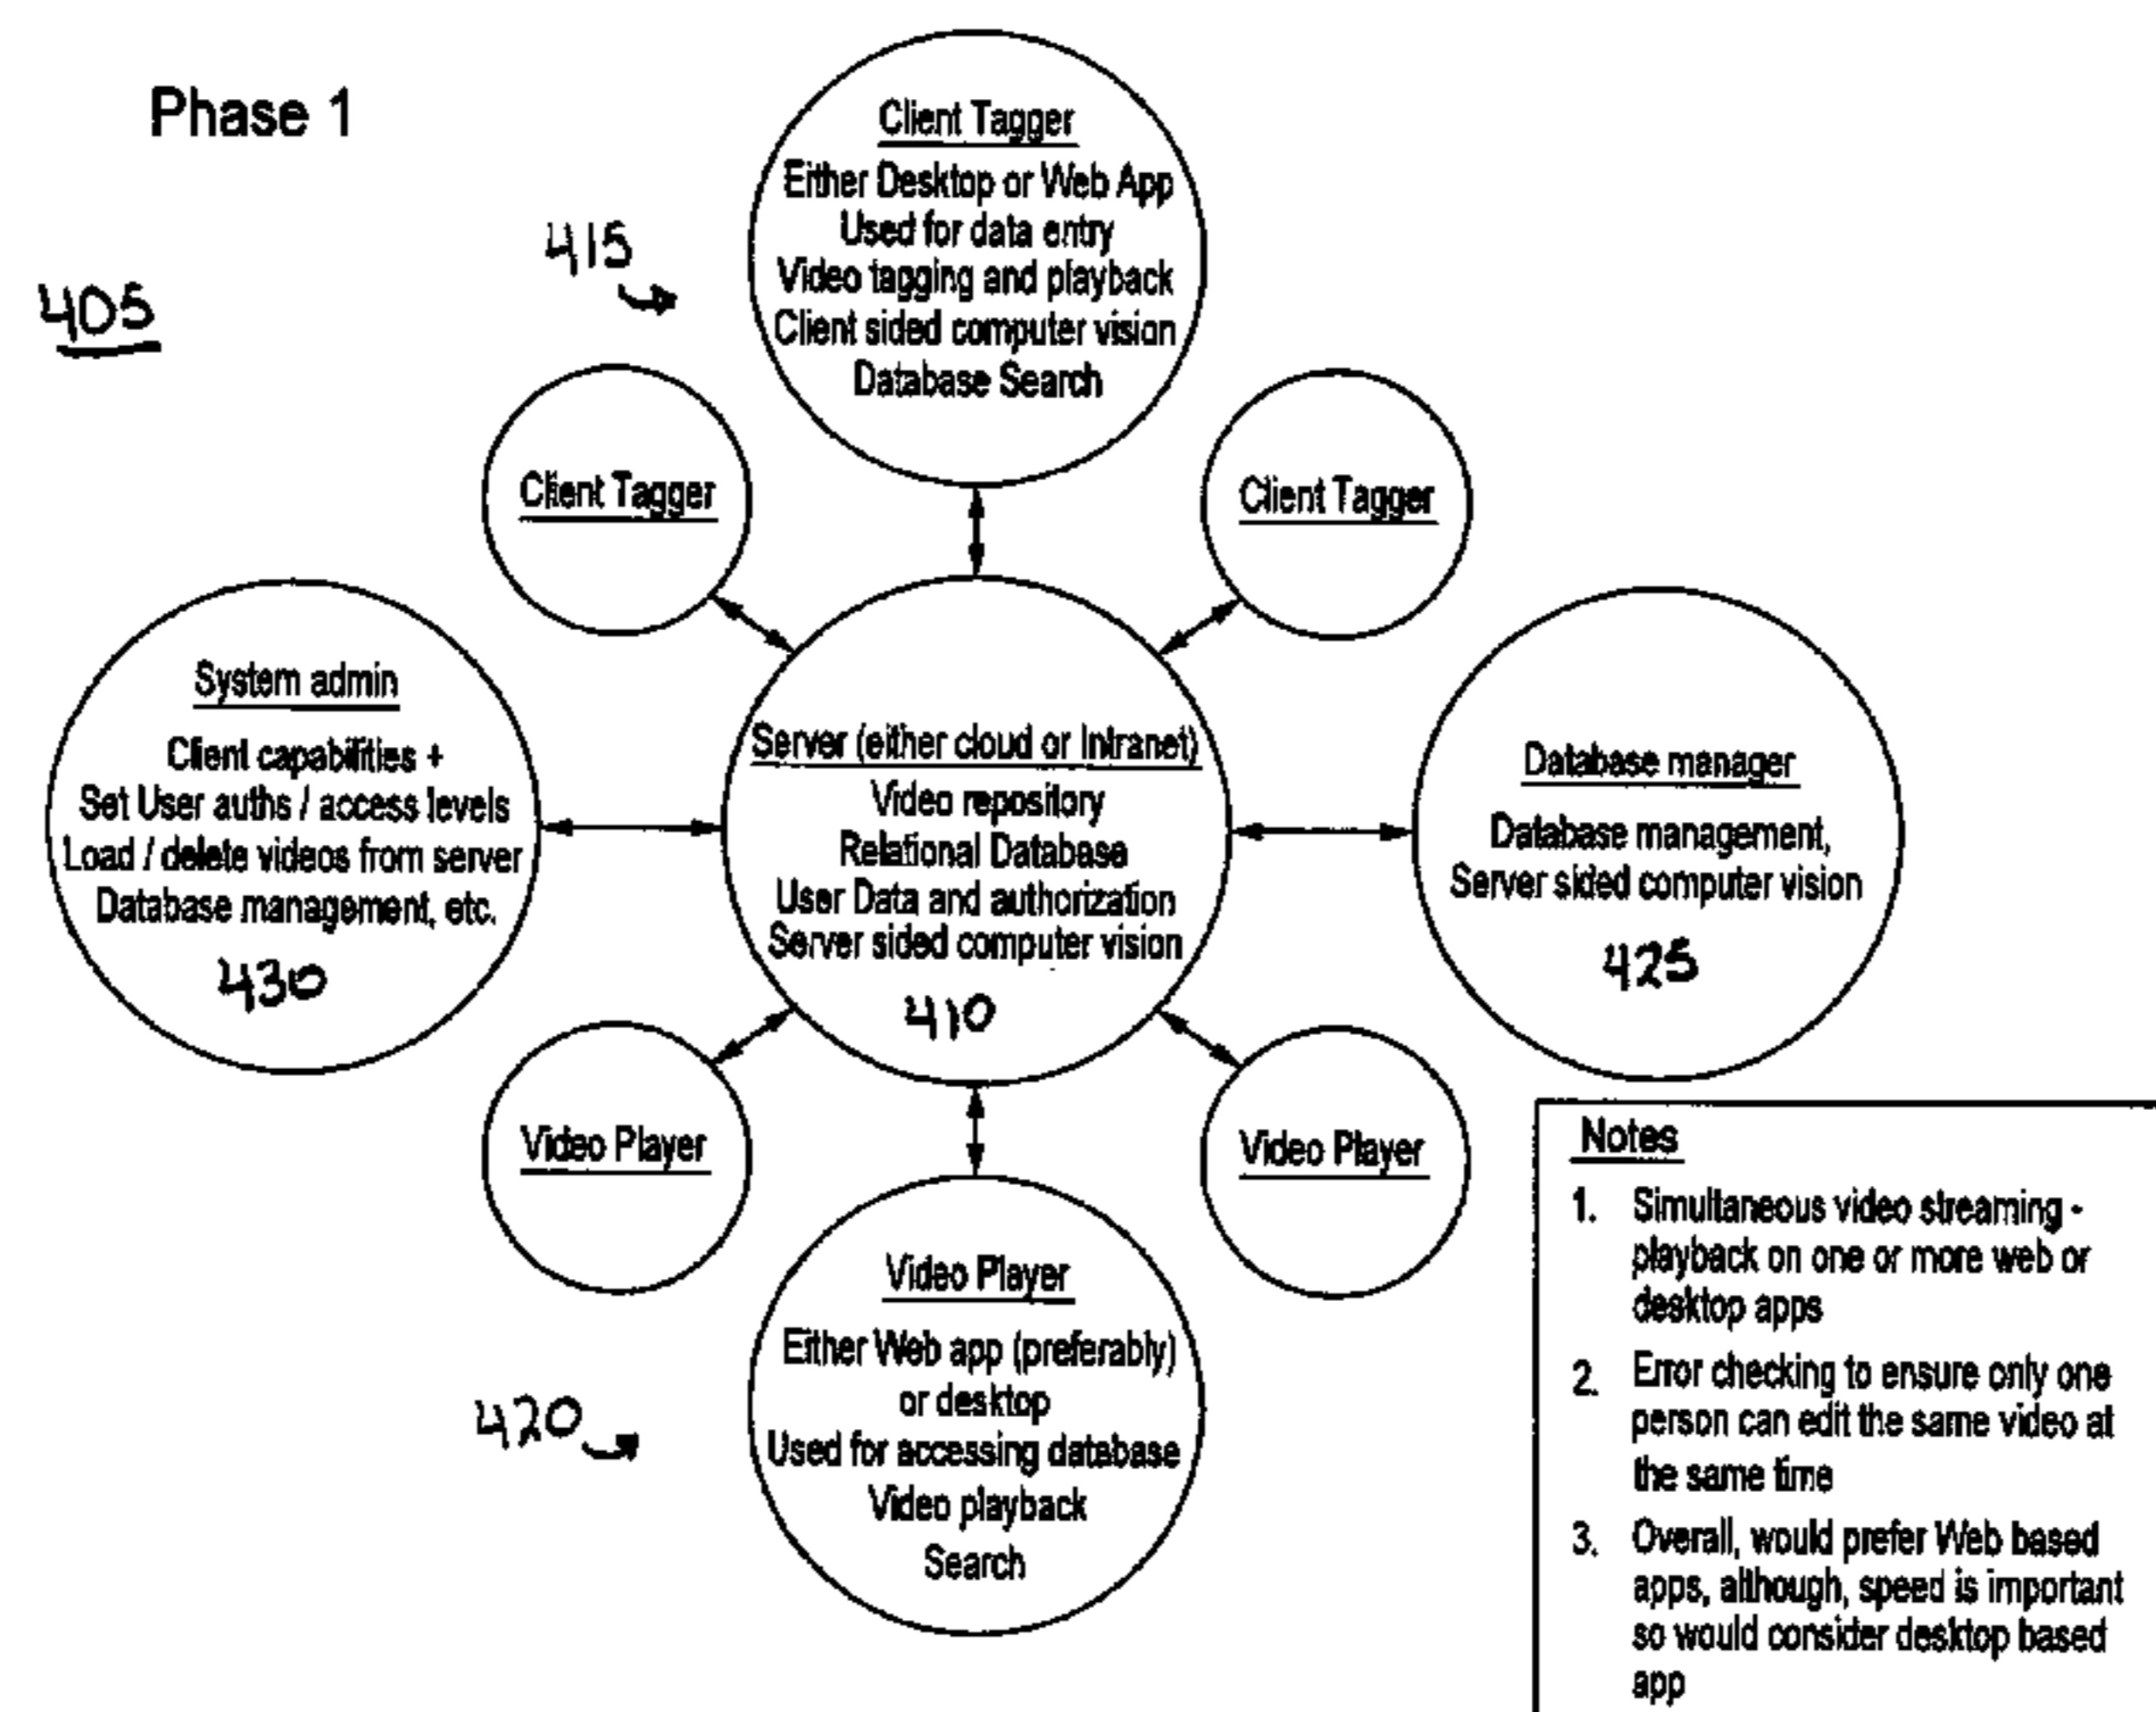 Phase 1
405
415
Client Tagger
Either Desktop or Web App
Used for data entry
Video tagging and playback
Client sided computer vision
Database Search
Client Tagger
Client Tagger
System admin
Client capabilities +
Set User auths / access levels
Load / delete videos from server
Database management, etc.
430
Server (either cloud or Intranet)
Video repository
Relational Database
User Data and authorization
Server sided computer vision
410
Database manager
Database management,
Server sided computer vision
425
Video Player
Video Player
420
Video Player
Either Web app (preferably)
or desktop
Used for accessing database
Video playback
Search
Notes
1. Simultaneous video streaming -
playback on one or more web or
desktop apps
2. Error checking to ensure only one
person can edit the same video at
the same time
3. Overall, would prefer Web based
apps, although, speed is important
so would consider desktop based
app